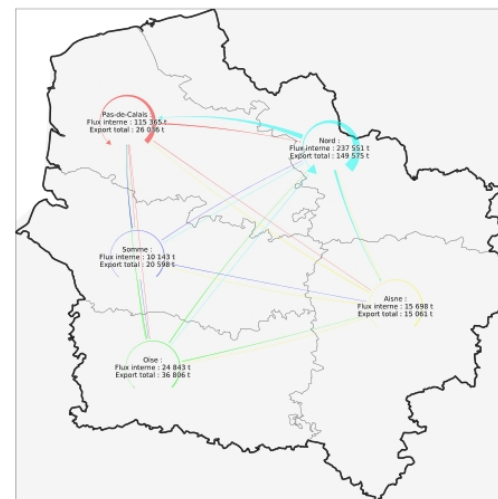 Pas-de-Calais :
Flux interne : 115 365 t
Export total : 26 036 t
Nord :
Flux interne : 237 551 t
Export total : 149 575 t
Somme :
Flux interne : 10 143 t
Export total : 20 598 t
Aisne :
Flux interne : 15 698 t
Export total : 15 061 t
Oise :
Flux interne : 24 843 t
Export total : 36 806 t